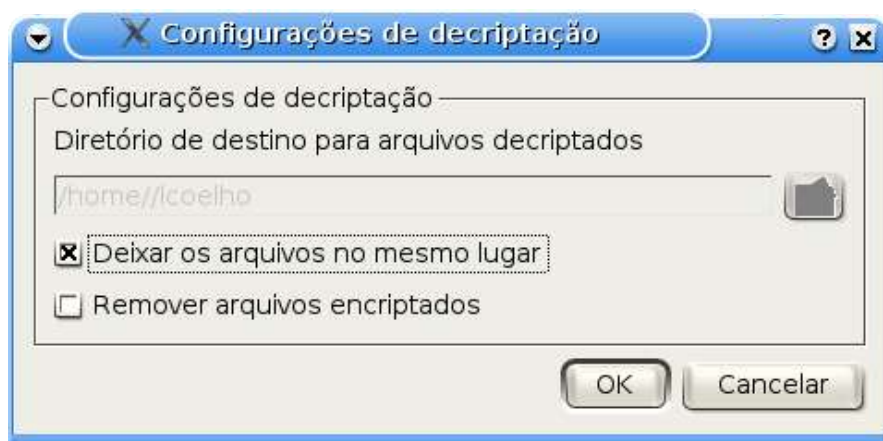 Configurações de decriptação
Configurações de decriptação
Diretório de destino para arquivos decriptados
/home//lcoelho
Deixar os arquivos no mesmo lugar
Remover arquivos encriptados
OK Cancelar